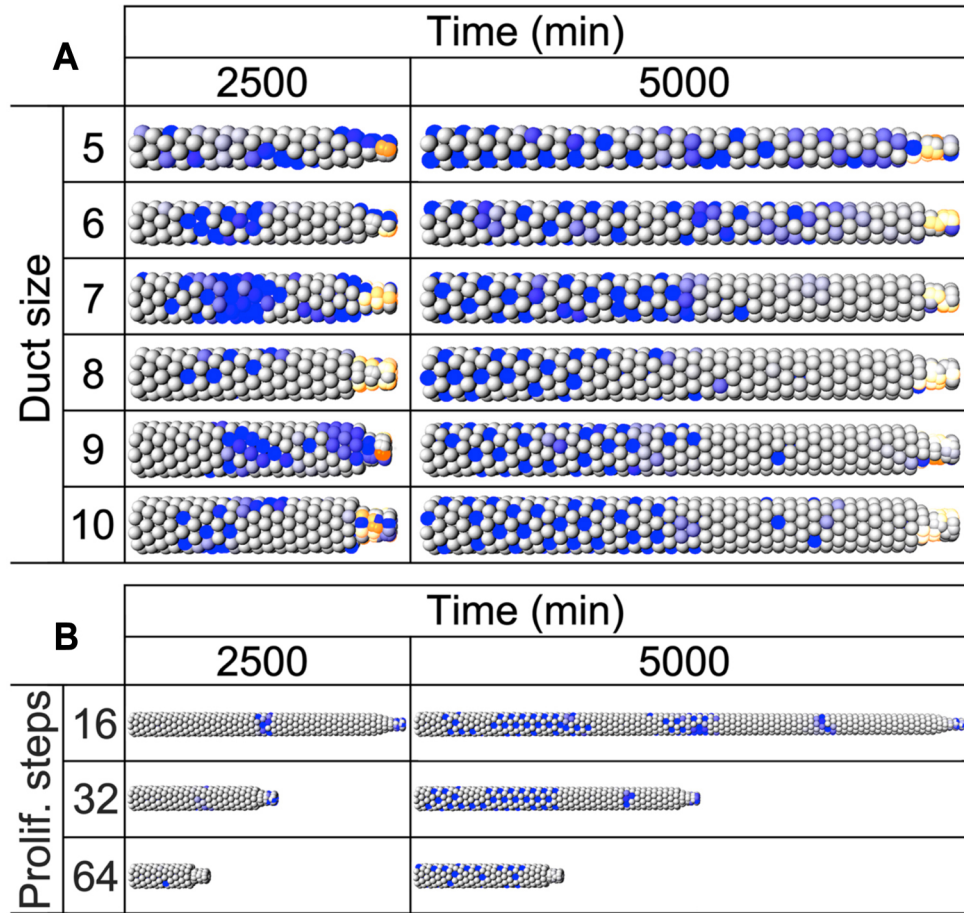 A
Time (min)
2500 5000
Duct size
5
6
7
8
9
10
B
Time (min)
2500 5000
Prolif. steps
16
32
64